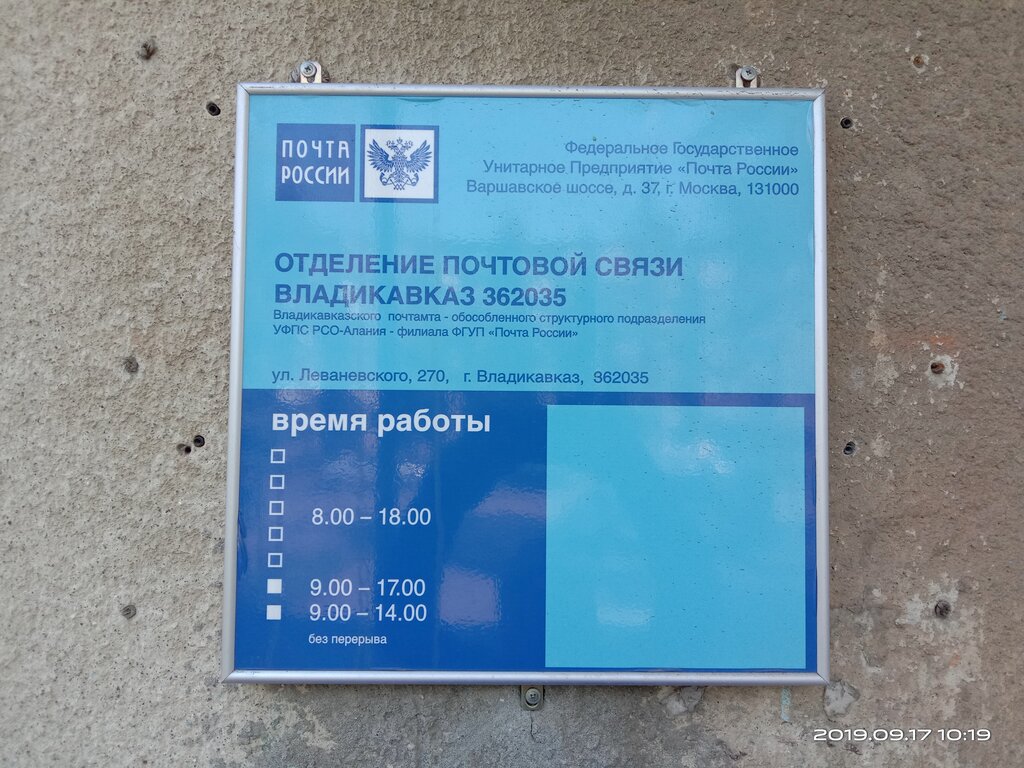 ПОЧТА
РОССИИ
Федеральное Государственное
Унитарное Предприятие «Почта России»
Варшавское шоссе, д. 37, г. Москва, 131000
ОТДЕЛЕНИЕ ПОЧТОВОЙ СВЯЗИ
ВЛАДИКАВКАЗ 362035
Владикавказского почтамта - обособленного структурного подразделения
УФПС РСО-Алания - филиала ФГУП «Почта России»
ул. Леваневского, 270, г. Владикавказ, 362035
время работы
8.00 – 18.00
9.00 – 17.00
9.00 – 14.00
без перерыва
2019.09.17 10:19